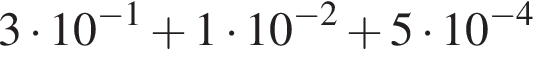 3 · 10⁻¹ + 1 · 10⁻² + 5 · 10⁻⁴